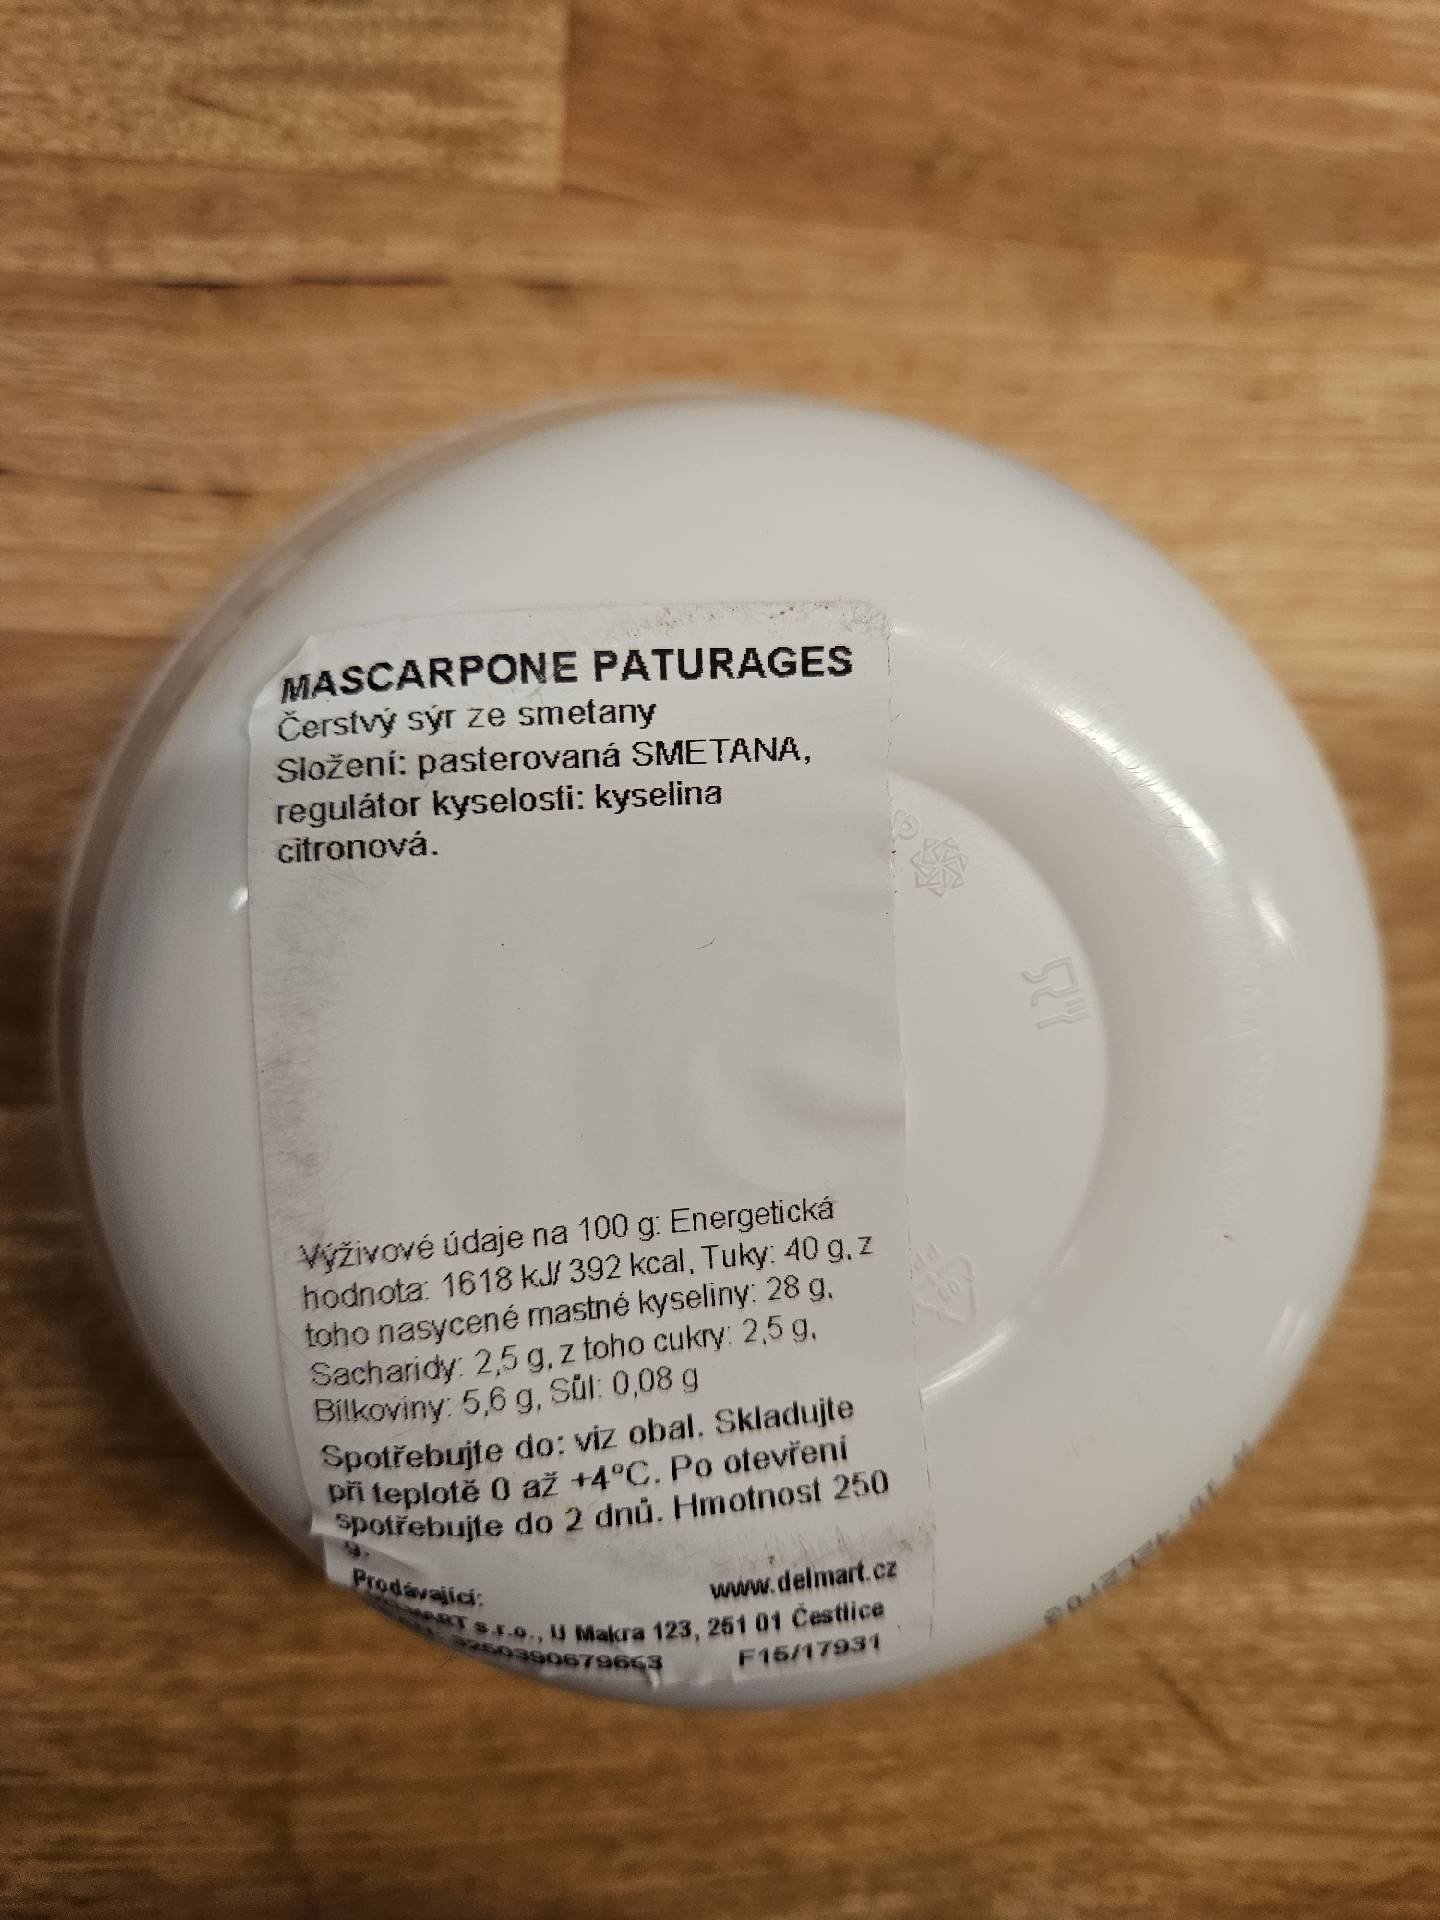 MASCARPONE PATURAGES
Čerstvý sýr ze smetany
Složení: pasterovaná SMETANA,
regulátor kyselosti: kyselina
citronová.
Výživové údaje na 100 g: Energetická
hodnota: 1618 kJ/ 392 kcal, Tuky: 40 g, z
toho nasycené mastné kyseliny: 28 g,
Sacharidy: 2,5 g, z toho cukry: 2,5 g,
Bílkoviny: 5,6 g, Sůl: 0,08 g
Spotřebujte do: viz obal. Skladujte
při teplotě 0 až +4°C. Po otevření
spotřebujte do 2 dnů. Hmotnost 250
g.
Prodávající: www.delmart.cz
s.r.o., U Makra 123, 251 01 Čestlice
3250390679653 F15/17931